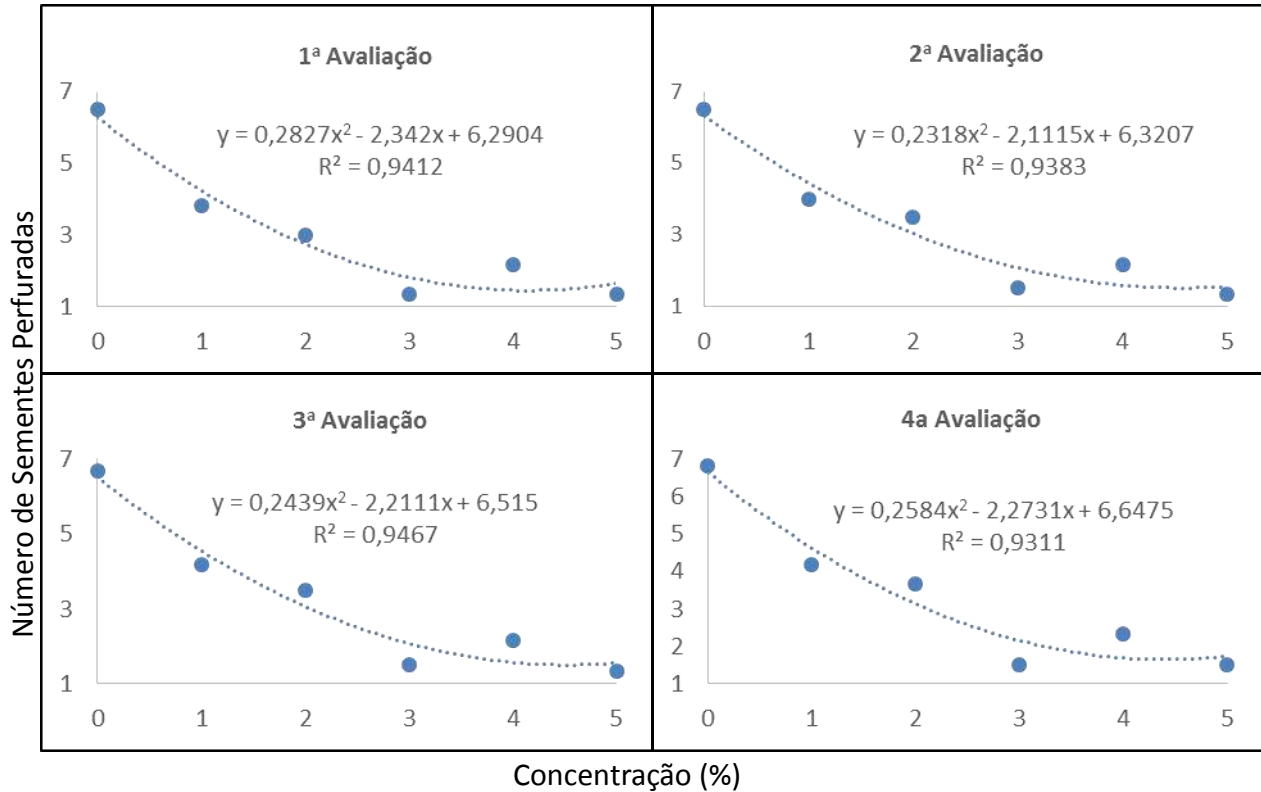 Número de Sementes Perfuradas
1ª Avaliação
7
5
3
1
y = 0,2827x² - 2,342x + 6,2904
R² = 0,9412
0 1 2 3 4 5
2ª Avaliação
7
5
3
1
y = 0,2318x² - 2,1115x + 6,3207
R² = 0,9383
0 1 2 3 4 5
3ª Avaliação
7
5
3
1
y = 0,2439x² - 2,2111x + 6,515
R² = 0,9467
0 1 2 3 4 5
4a Avaliação
7
6
5
4
3
2
1
y = 0,2584x² - 2,2731x + 6,6475
R² = 0,9311
0 1 2 3 4 5
Concentração (%)